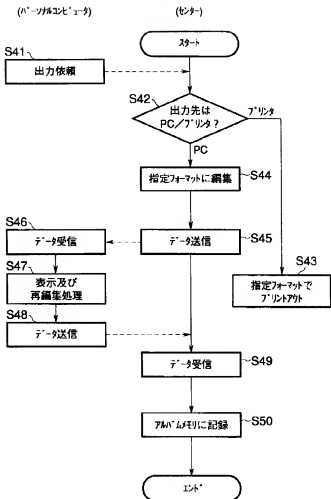 (ﾊﾟｰｿﾅﾙｺﾝﾋﾟｭｰﾀ) (ｾﾝﾀｰ)
ｽﾀｰﾄ
S41
出力依頼
S42
出力先は
PC/ﾌﾟﾘﾝﾀ?
ﾌﾟﾘﾝﾀ
PC
指定ﾌｫｰﾏｯﾄに編集
S44
S46
ﾃﾞｰﾀ受信
ﾃﾞｰﾀ送信
S45
S43
指定ﾌｫｰﾏｯﾄで
ﾌﾟﾘﾝﾄｱｳﾄ
S47
表示及び
再編集処理
S48
ﾃﾞｰﾀ送信
ﾃﾞｰﾀ受信
S49
ｱﾙﾊﾞﾑﾒﾓﾘに記録
S50
ｴﾝﾄﾞ